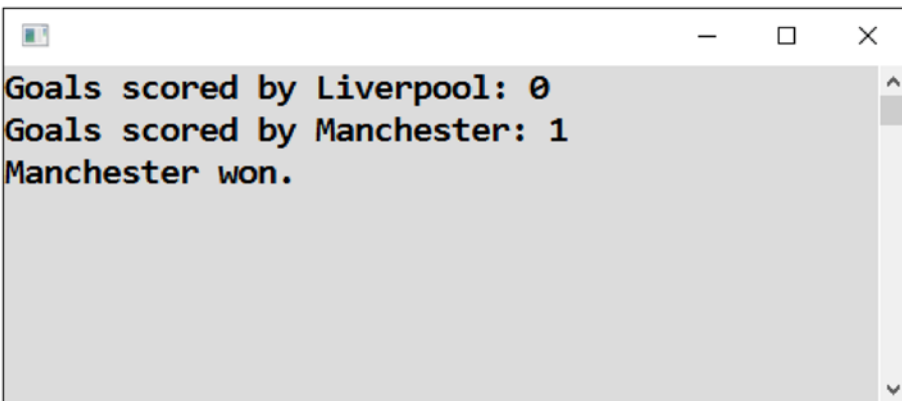 Goals scored by Liverpool: 0
Goals scored by Manchester: 1
Manchester won.